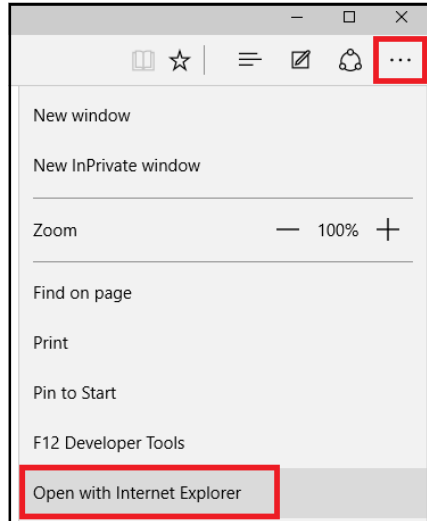 New window
New InPrivate window
Zoom — 100% +
Find on page
Print
Pin to Start
F12 Developer Tools
Open with Internet Explorer